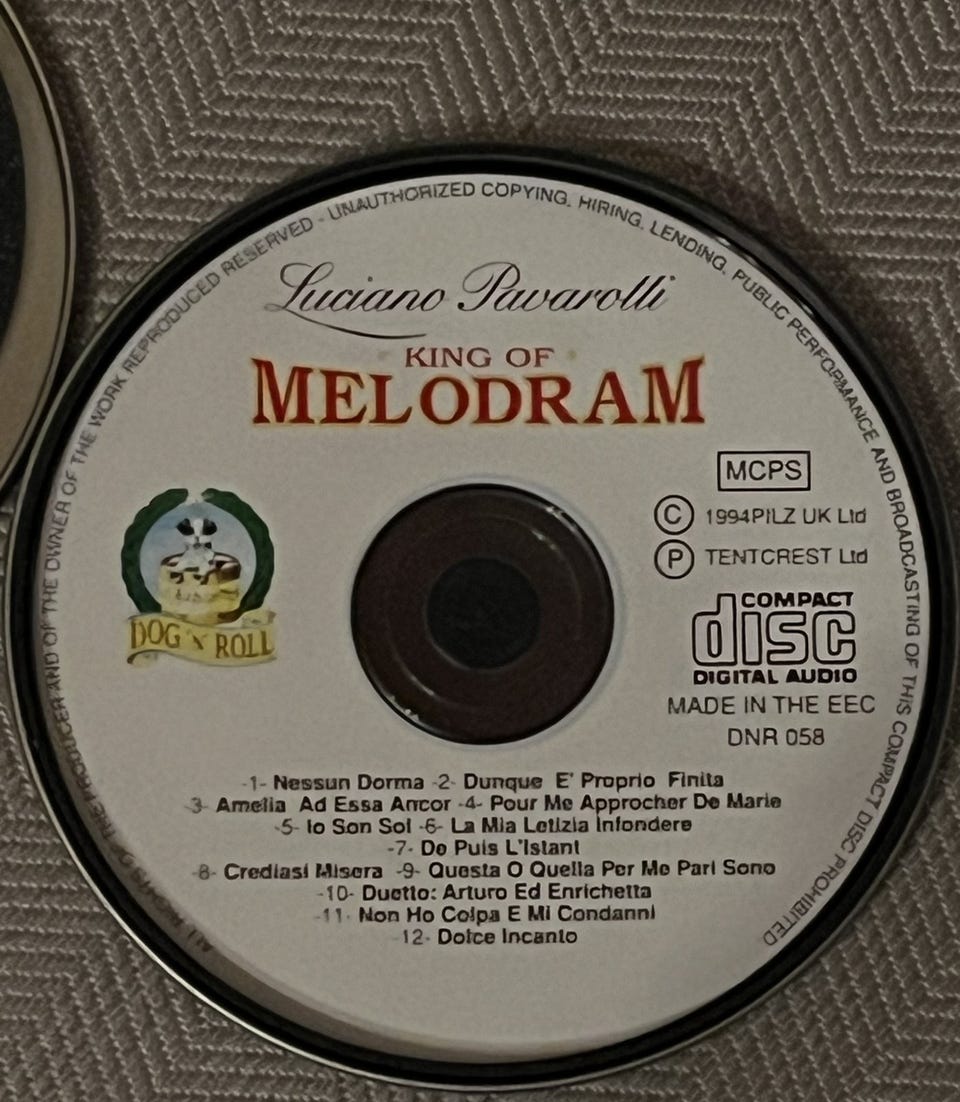 ALL RIGHTS OF THE PRODUCER AND OF THE OWNER OF THE WORK REPRODUCED RESERVED - UNAUTHORIZED COPYING, HIRING, LENDING, PUBLIC PERFORMANCE AND BROADCASTING OF THIS COMPACT DISC PROHIBITED
Luciano Pavarotti
KING OF
MELODRAM
MCPS
C 1994 PILZ UK Ltd
P TENTCREST Ltd
DOG 'N' ROLL
COMPACT
disc
DIGITAL AUDIO
MADE IN THE EEC
DNR 058
-1- Nessun Dorma -2- Dunque E' Proprio Finita
-3- Amelia Ad Essa Ancor -4- Pour Me Approcher De Marie
-5- Io Son Sol -6- La Mia Letizia Infondere
-7- De Puis L'Istant
-8- Crediasi Misera -9- Questa O Quella Per Me Pari Sono
-10- Duetto: Arturo Ed Enrichetta
-11- Non Ho Colpa E Mi Condanni
-12- Dolce Incanto